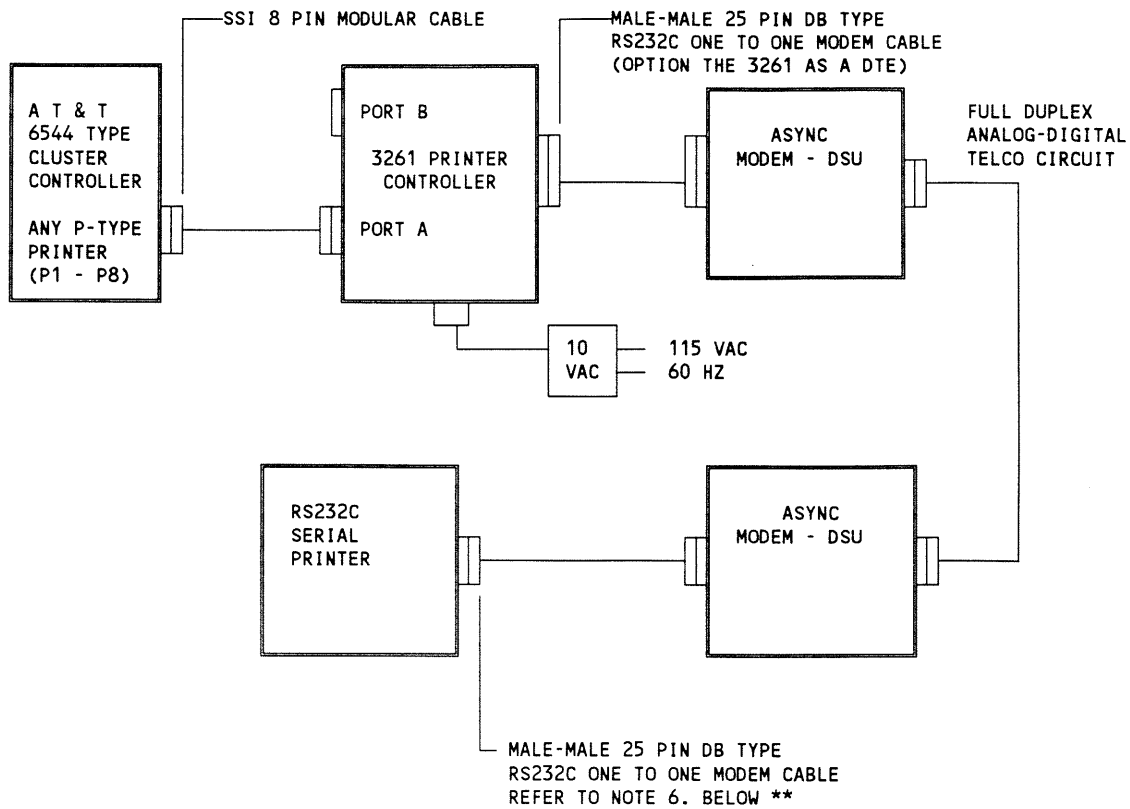 SSI 8 PIN MODULAR CABLE
MALE-MALE 25 PIN DB TYPE
RS232C ONE TO ONE MODEM CABLE
(OPTION THE 3261 AS A DTE)
A T & T
6544 TYPE
CLUSTER
CONTROLLER
ANY P-TYPE
PRINTER
(P1 - P8)
PORT B
3261 PRINTER
CONTROLLER
PORT A
ASYNC
MODEM - DSU
FULL DUPLEX
ANALOG-DIGITAL
TELCO CIRCUIT
10
VAC
115 VAC
60 HZ
RS232C
SERIAL
PRINTER
ASYNC
MODEM - DSU
MALE-MALE 25 PIN DB TYPE
RS232C ONE TO ONE MODEM CABLE
REFER TO NOTE 6. BELOW **